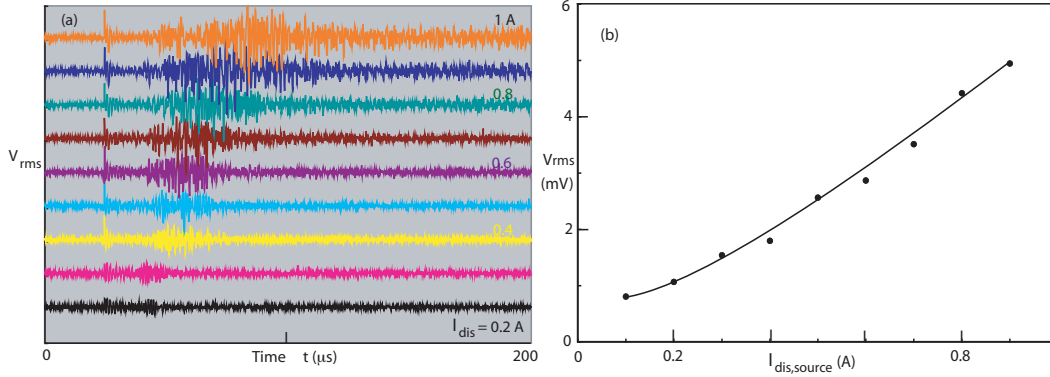 (a)
1 A
0.8
V rms
0.6
0.4
I dis = 0.2 A
0
Time t (μs)
200
(b)
6
4
Vrms
(mV)
2
0
0
0.2
I dis,source (A)
0.8
1